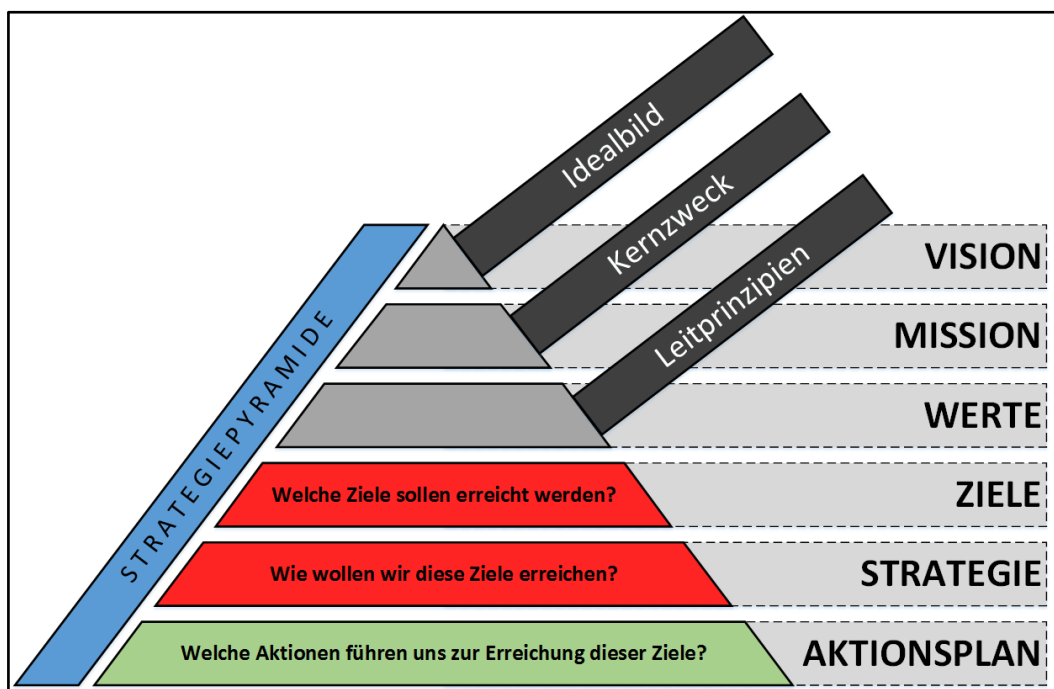 STRATEGIEPYRAMIDE
Idealbild
Kernzweck
Leitprinzipien
VISION
MISSION
WERTE
Welche Ziele sollen erreicht werden?
ZIELE
Wie wollen wir diese Ziele erreichen?
STRATEGIE
Welche Aktionen führen uns zur Erreichung dieser Ziele?
AKTIONSPLAN